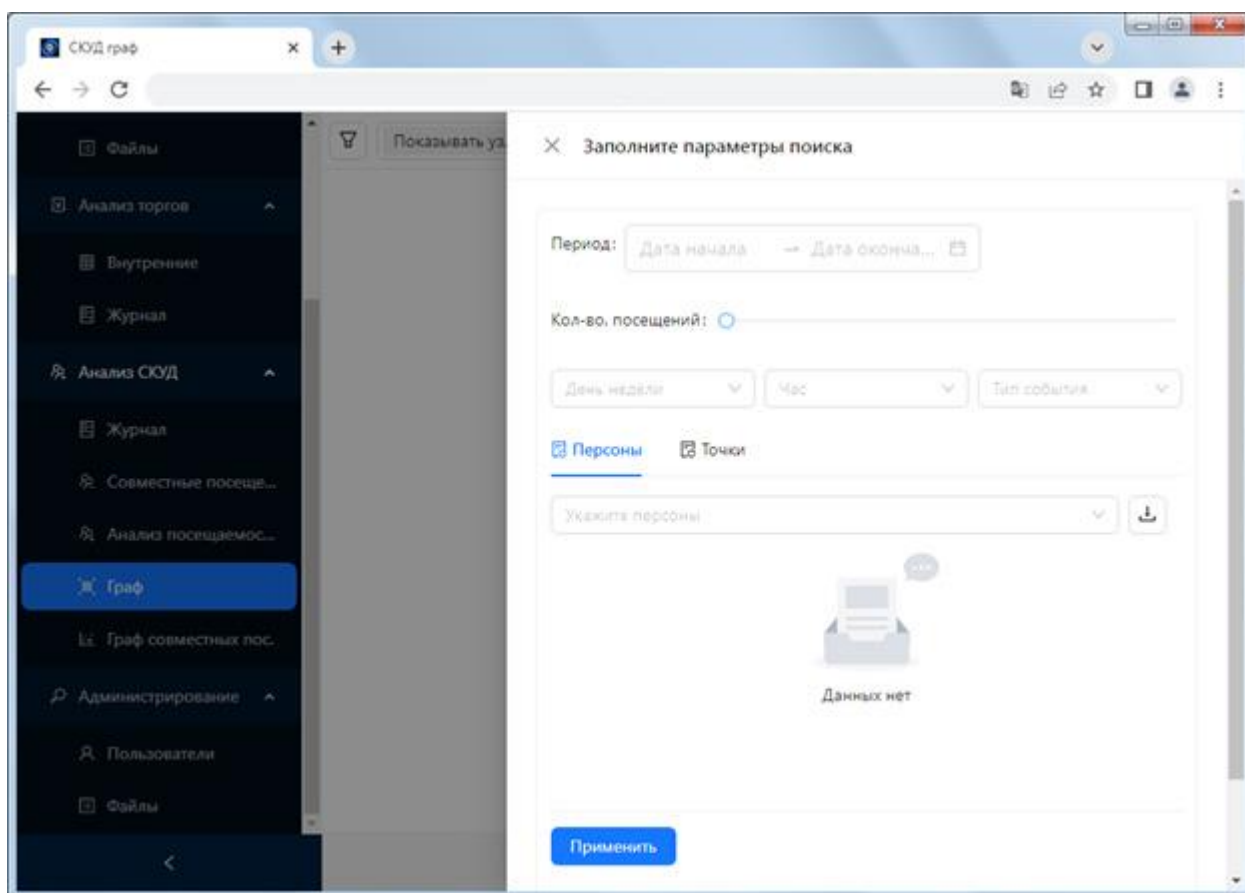 СКУД граф
Файлы
Показывать уз
Заполните параметры поиска
Анализ торгов
Внутренние
Журнал
Период: Дата начала → Дата оконча...
Кол-во. посещений:
Анализ СКУД
День недели Час Тип события
Журнал
Персоны Точки
Совместные посеще...
Укажите персоны
Анализ посещаемос...
Граф
Граф совместных пос.
Администрирование
Данных нет
Пользователи
Файлы
Применить